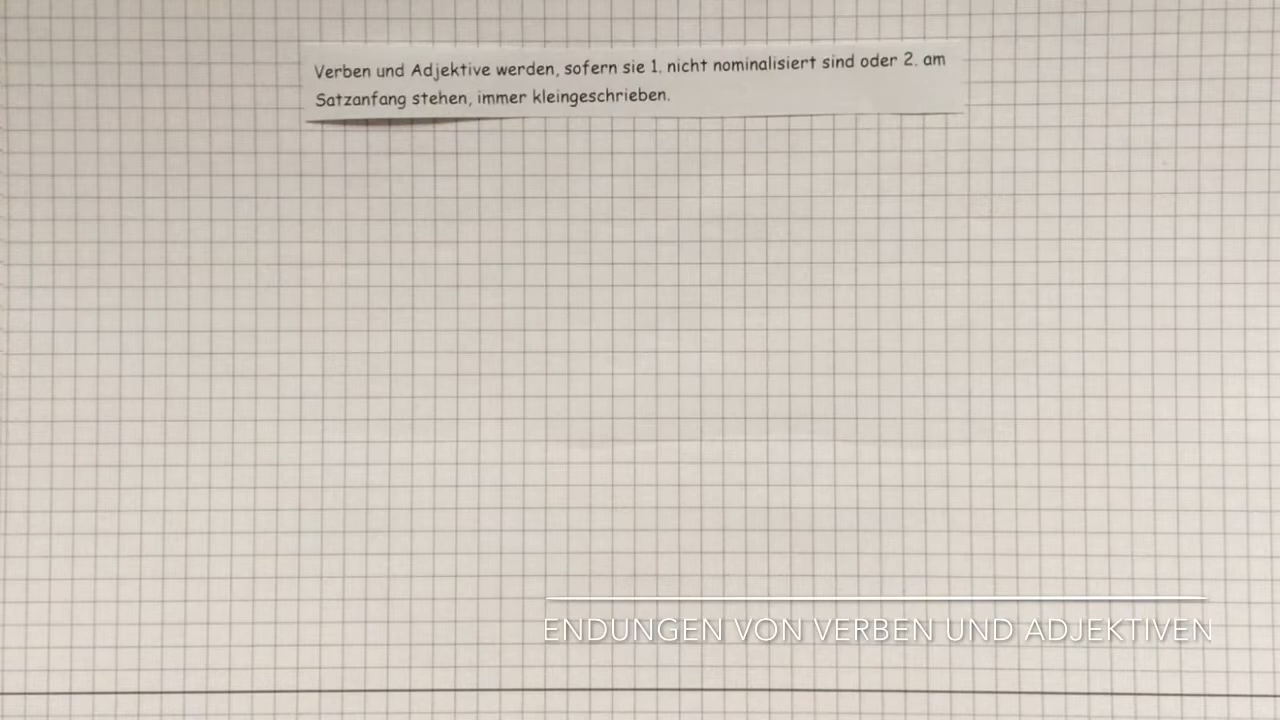 Verben und Adjektive werden, sofern sie 1. nicht nominalisiert sind oder 2. am
Satzanfang stehen, immer kleingeschrieben.
ENDUNGEN VON VERBEN UND ADJEKTIVEN